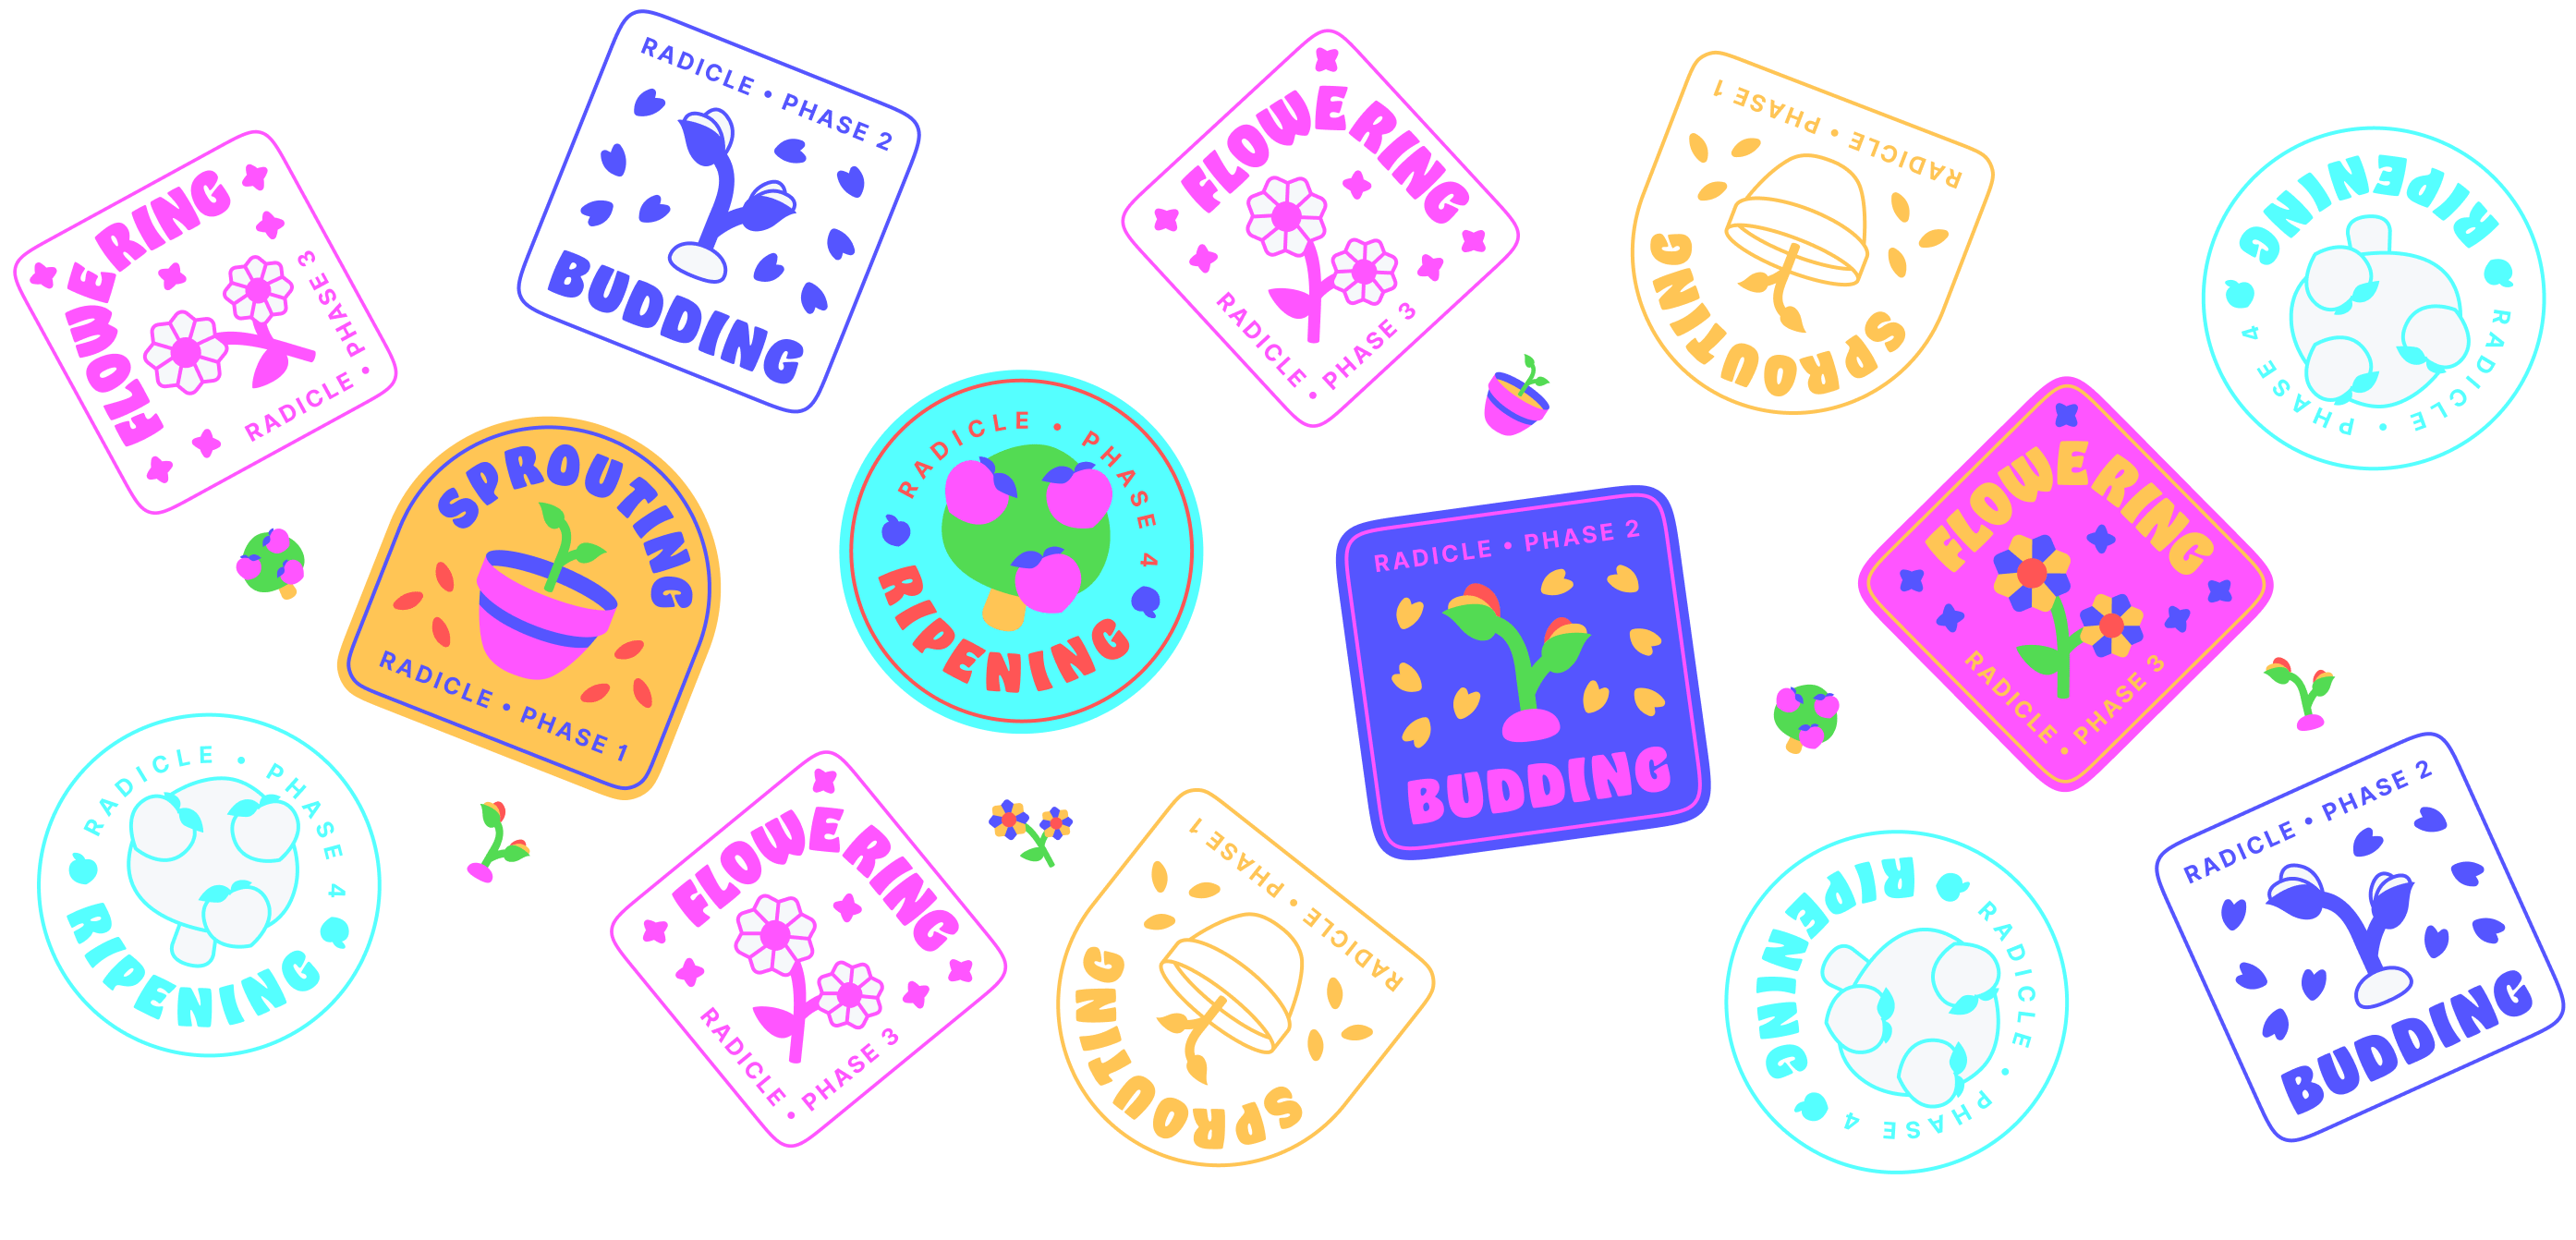 FLOWERING
RADICLE • PHASE 3
RADICLE • PHASE 2
BUDDING
FLOWERING
RADICLE • PHASE 3
RADICLE • PHASE 1
SPROUTING
RIPENING
RADICLE • PHASE 4
SPROUTING
RADICLE • PHASE 1
RADICLE • PHASE 4
RIPENING
RADICLE • PHASE 2
BUDDING
FLOWERING
RADICLE • PHASE 3
RADICLE • PHASE 4
RIPENING
FLOWERING
RADICLE • PHASE 3
RADICLE • PHASE 1
SPROUTING
RIPENING
RADICLE • PHASE 4
RADICLE • PHASE 2
BUDDING